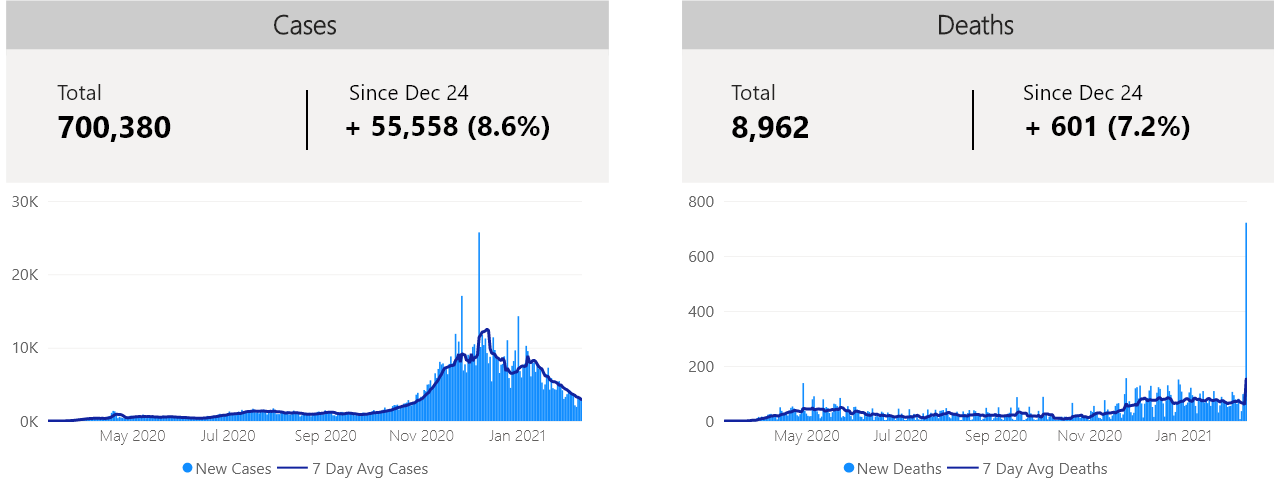 Cases
Total
700,380
Since Dec 24
+ 55,558 (8.6%)
30K
20K
10K
0K
May 2020
Jul 2020
Sep 2020
Nov 2020
Jan 2021
New Cases
7 Day Avg Cases
Deaths
Total
8,962
Since Dec 24
+ 601 (7.2%)
800
600
400
200
0
May 2020
Jul 2020
Sep 2020
Nov 2020
Jan 2021
New Deaths
7 Day Avg Deaths